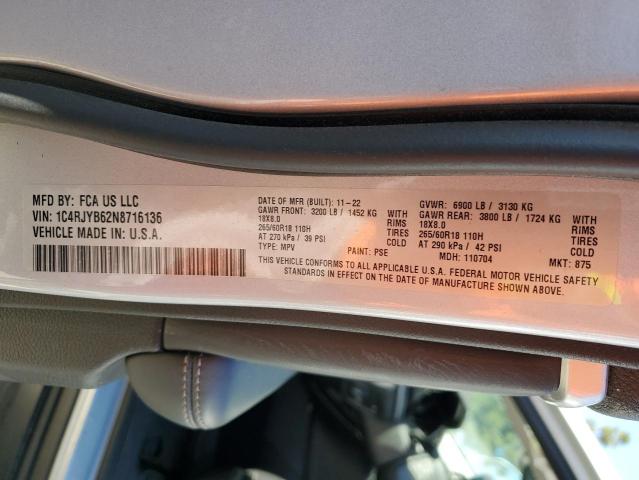 MFD BY: FCA US LLC
VIN: 1C4RJYB62N8716136
VEHICLE MADE IN U.S.A.
DATE OF MFR (BUILT): 11-22
GAWR FRONT: 3200 LB / 1452 KG
18X8.0 WITH RIMS
265/60R18 110H TIRES
AT 270 kPa / 39 PSI COLD
TYPE: MPV PAINT: PSE
GVWR: 6900 LB / 3130 KG
GAWR REAR: 3800 LB / 1724 KG
18X8.0 WITH RIMS
265/60R18 110H TIRES
AT 290 kPa / 42 PSI COLD
MDH: 110704 MKT: 875
THIS VEHICLE CONFORMS TO ALL APPLICABLE U.S.A. FEDERAL MOTOR VEHICLE SAFETY
STANDARDS IN EFFECT ON THE DATE OF MANUFACTURE SHOWN ABOVE.